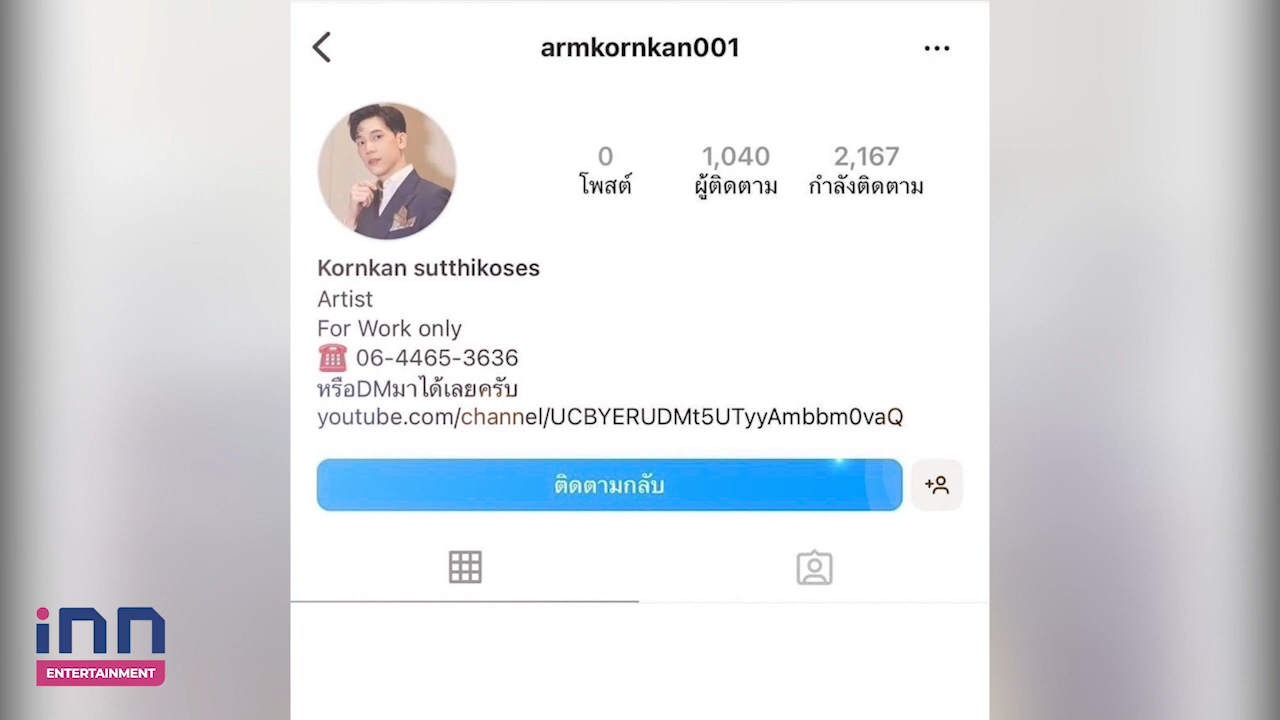 armkornkan001
0 1,040 2,167
โพสต์ ผู้ติดตาม กำลังติดตาม
Kornkan sutthikoses
Artist
For Work only
☎️ 06-4465-3636
หรือDMมาได้เลยครับ
youtube.com/channel/UCBYERUDMt5UTyyAmbbm0vaQ
ติดตามกลับ
inn
ENTERTAINMENT